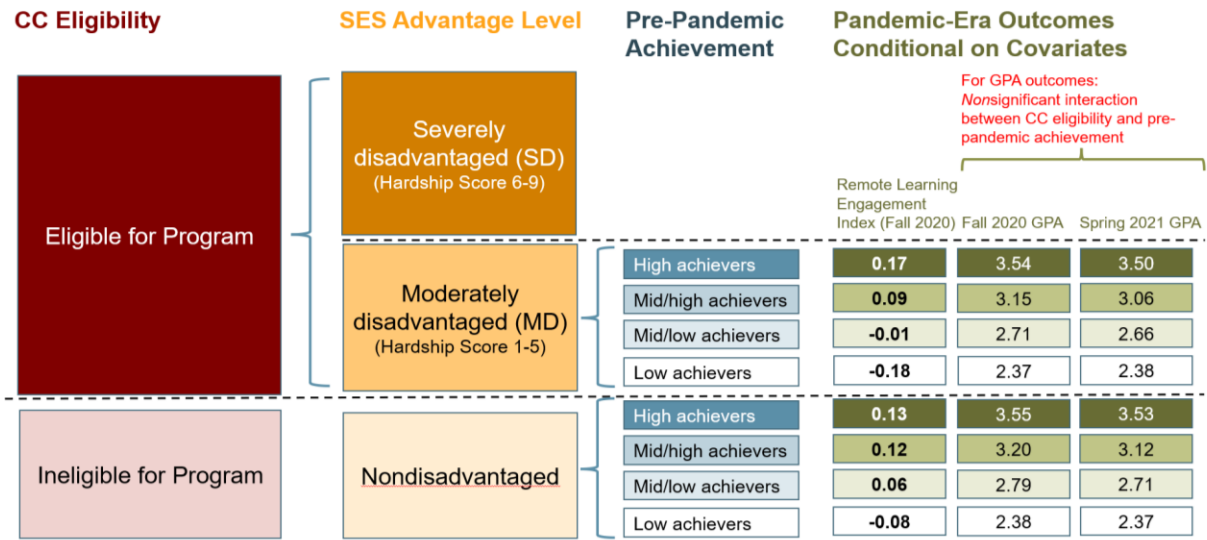 CC Eligibility
SES Advantage Level
Pre-Pandemic
Achievement
Pandemic-Era Outcomes
Conditional on Covariates
For GPA outcomes:
Nonsignificant interaction
between CC eligibility and pre-
pandemic achievement
Eligible for Program
Severely
disadvantaged (SD)
(Hardship Score 6-9)
Remote Learning
Engagement
Index (Fall 2020)
Fall 2020 GPA
Spring 2021 GPA
Moderately
disadvantaged (MD)
(Hardship Score 1-5)
High achievers
0.17
3.54
3.50
Mid/high achievers
0.09
3.15
3.06
Mid/low achievers
-0.01
2.71
2.66
Low achievers
-0.18
2.37
2.38
Ineligible for Program
Nondisadvantaged
High achievers
0.13
3.55
3.53
Mid/high achievers
0.12
3.20
3.12
Mid/low achievers
0.06
2.79
2.71
Low achievers
-0.08
2.38
2.37